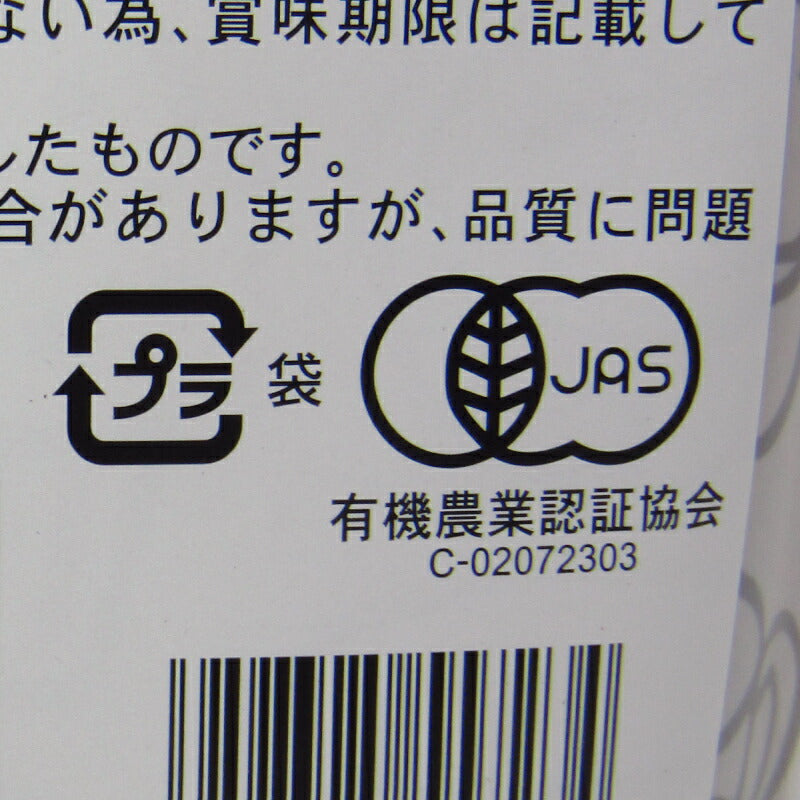 ない為、賞味期限は記載して
したものです。
合がありますが、品質に問題
プラ 袋 JAS
有機農業認証協会
C-02072303